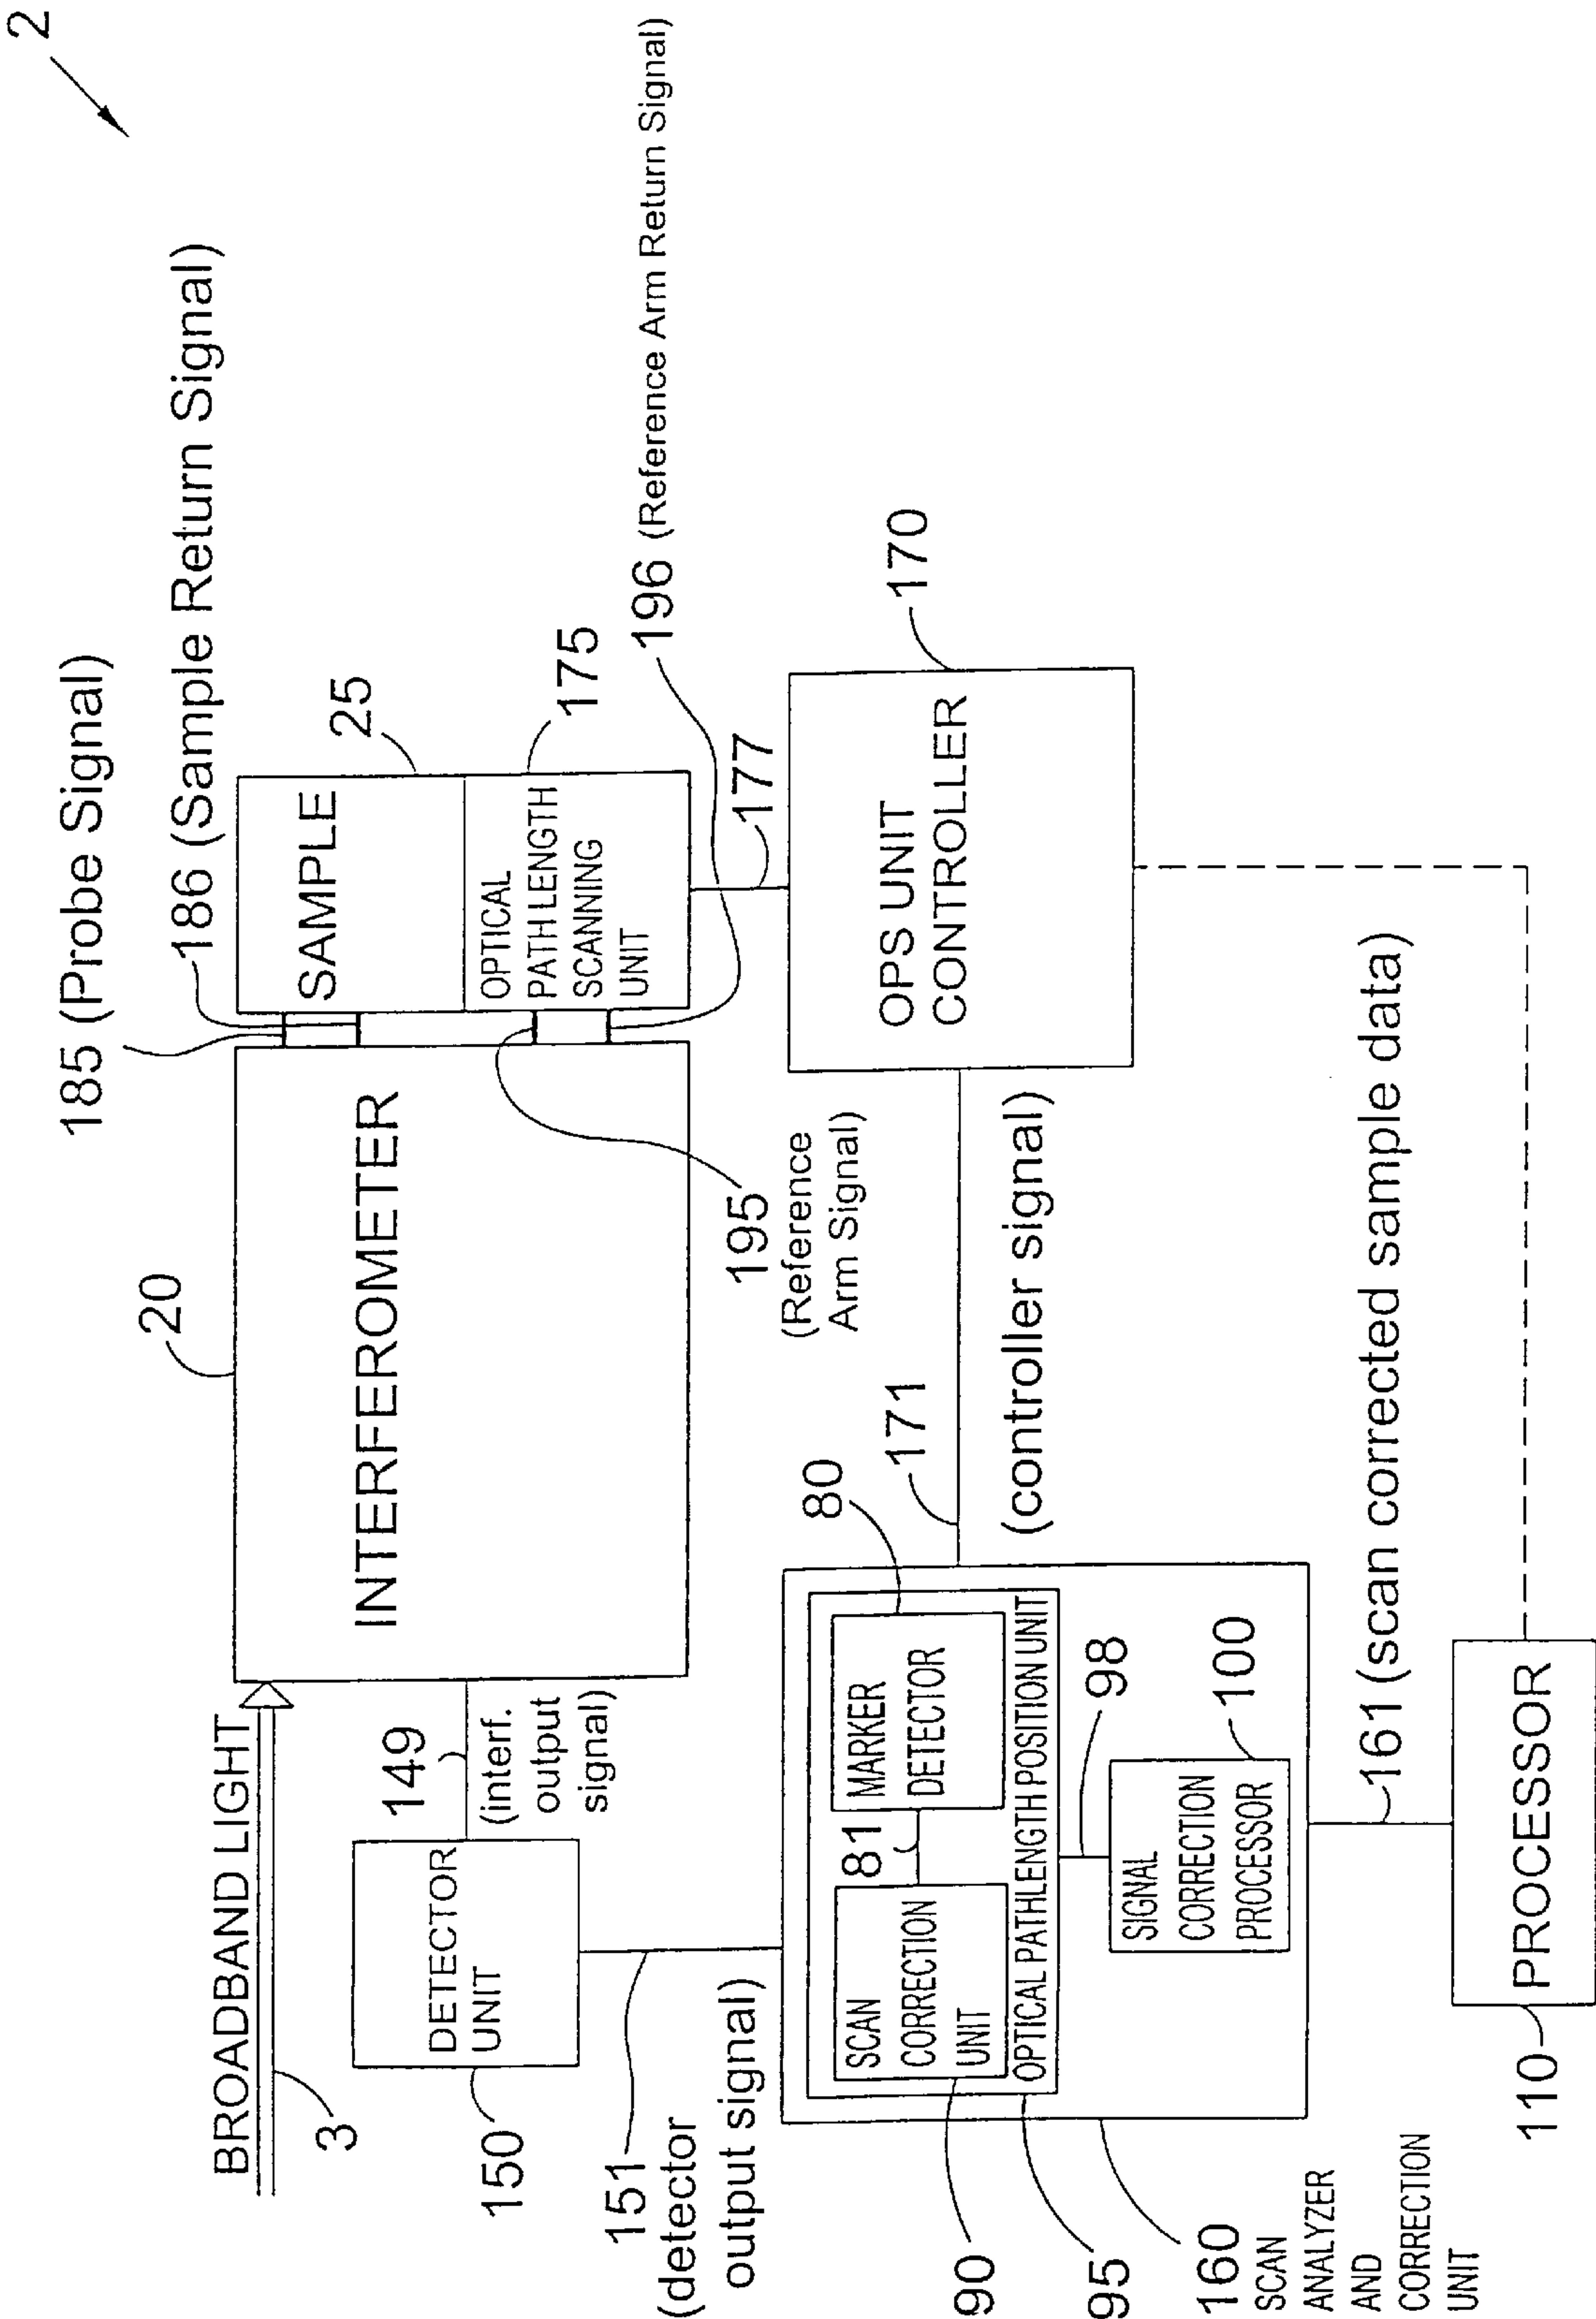 2
185 (Probe Signal)
186 (Sample Return Signal)
BROADBAND LIGHT
3
20
INTERFEROMETER
SAMPLE
25
OPTICAL
PATH LENGTH
SCANNING
UNIT
175
196 (Reference Arm Return Signal)
195
(Reference
Arm Signal)
177
149
(interf.
output
signal)
DETECTOR
UNIT
150
151
(detector
output signal)
OPS UNIT
CONTROLLER
170
171
(controller signal)
80
MARKER
DETECTOR
81
SCAN
CORRECTION
UNIT
90
OPTICAL PATHLENGTH POSITION UNIT
95
98
SIGNAL
CORRECTION
PROCESSOR
100
160
SCAN
ANALYZER
AND
CORRECTION
UNIT
161 (scan corrected sample data)
PROCESSOR
110